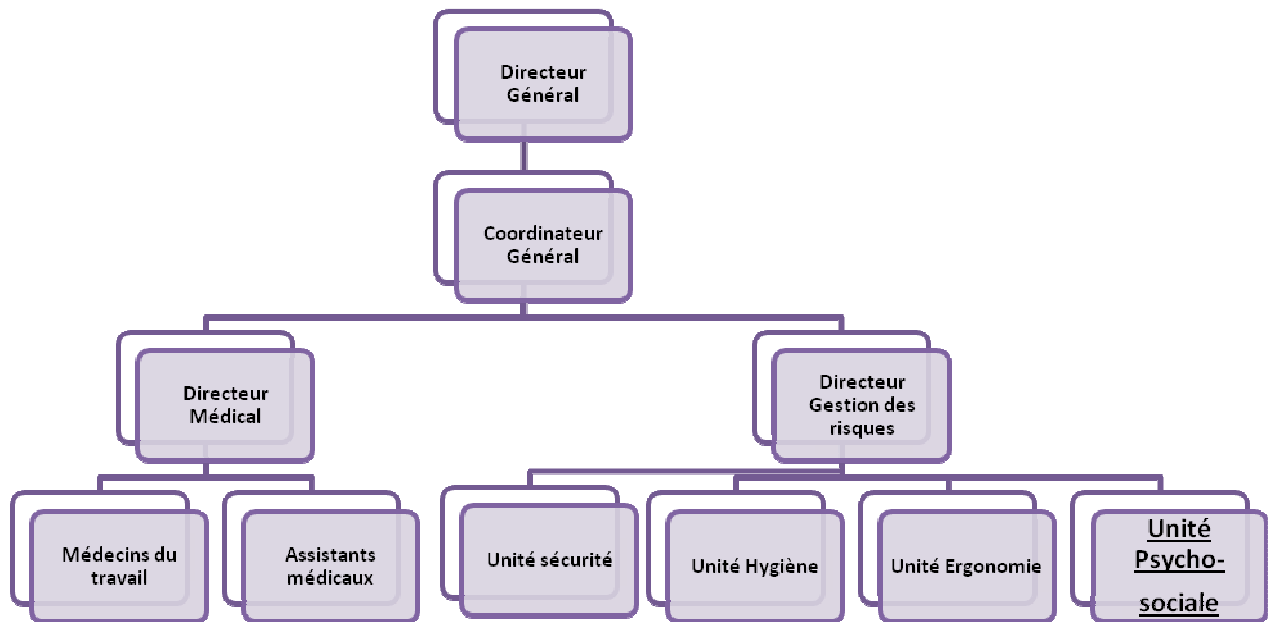 Directeur
Général
Coordinateur
Général
Directeur
Médical
Directeur
Gestion des
risques
Médecins du
travail
Assistants
médicaux
Unité sécurité
Unité Hygiène
Unité Ergonomie
Unité
Psycho-
sociale